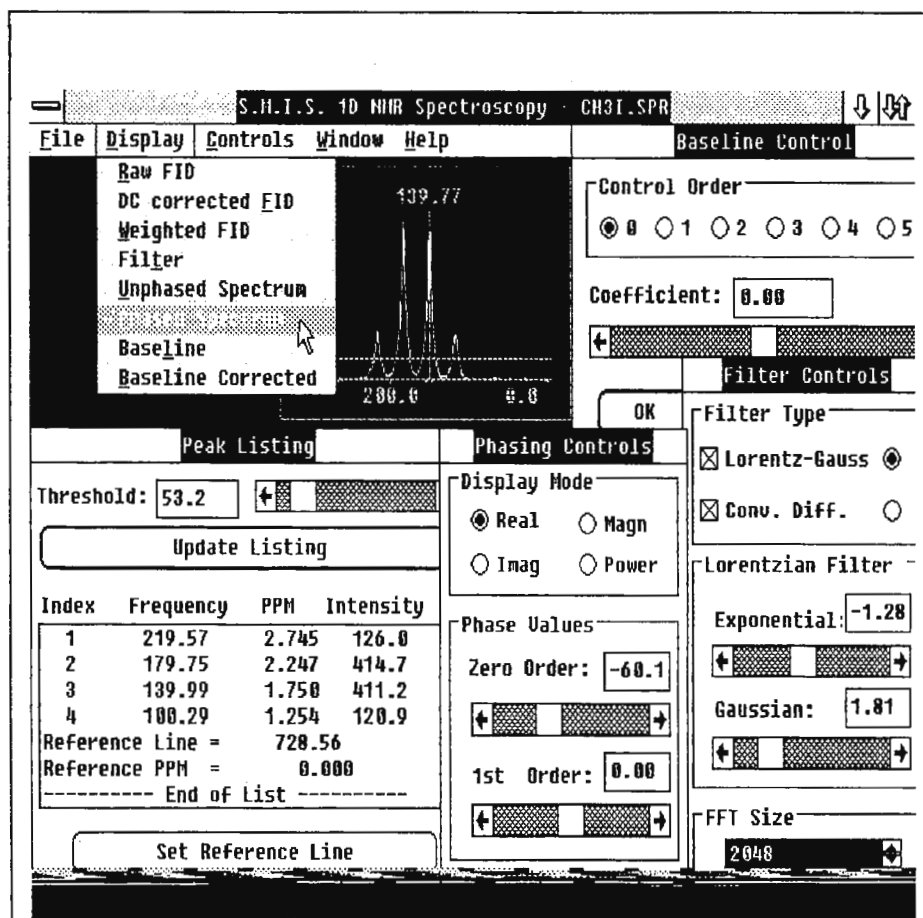 S.M.I.S. 1D NMR Spectroscopy - CH3I.SPR
File Display Controls Window Help
Raw FID
DC corrected FID
Weighted FID
Filter
Unphased Spectrum
Baseline
Baseline Corrected
139.77
200.0 0.0
Baseline Control
Control Order
0 1 2 3 4 5
Coefficient: 0.00
OK
Peak Listing
Threshold: 53.2
Update Listing
Index Frequency PPM Intensity
1 219.57 2.745 126.0
2 179.75 2.247 414.7
3 139.99 1.750 411.2
4 100.29 1.254 120.9
Reference Line = 728.56
Reference PPM = 0.000
---------- End of List ----------
Set Reference Line
Phasing Controls
Display Mode
Real Magn
Imag Power
Phase Values
Zero Order: -60.1
1st Order: 0.00
Filter Controls
Filter Type
Lorentz-Gauss
Conv. Diff.
Lorentzian Filter
Exponential: -1.28
Gaussian: 1.81
FFT Size
2048